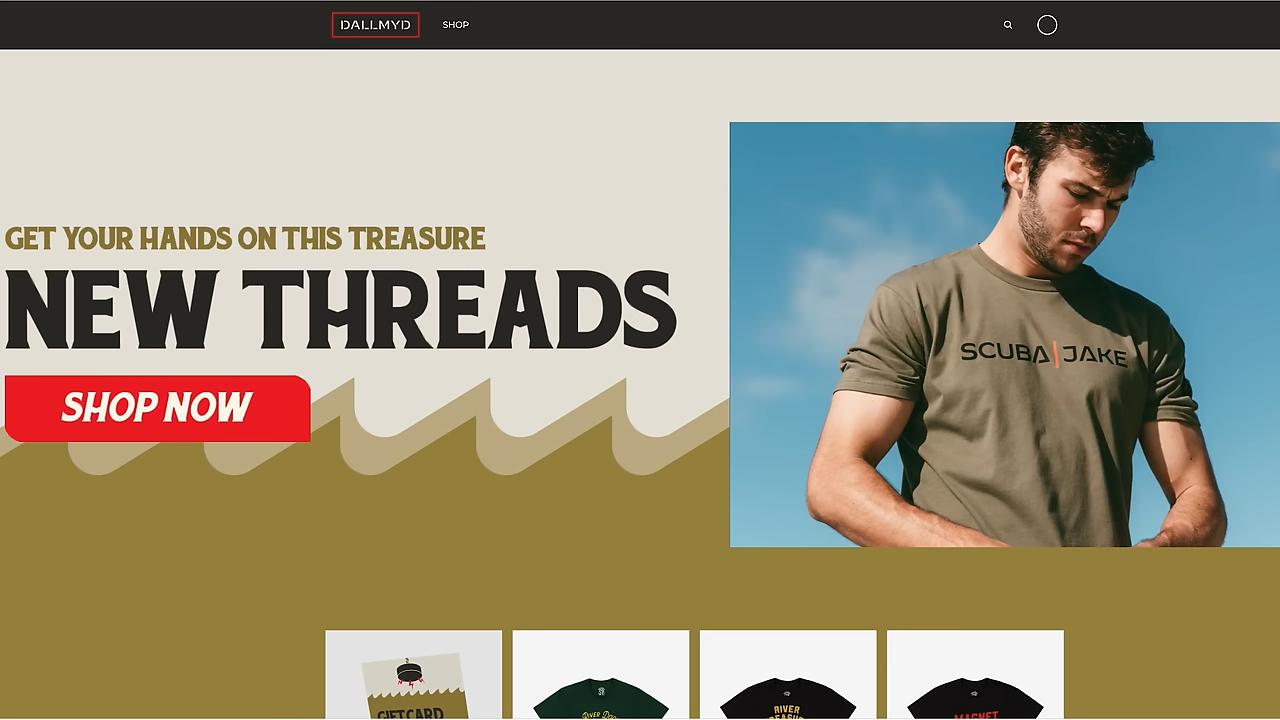 DALLMYD
SHOP
GET YOUR HANDS ON THIS TREASURE
NEW THREADS
SHOP NOW
SCUBA|JAKE
GIFT CARD
RIVER
MAGNET